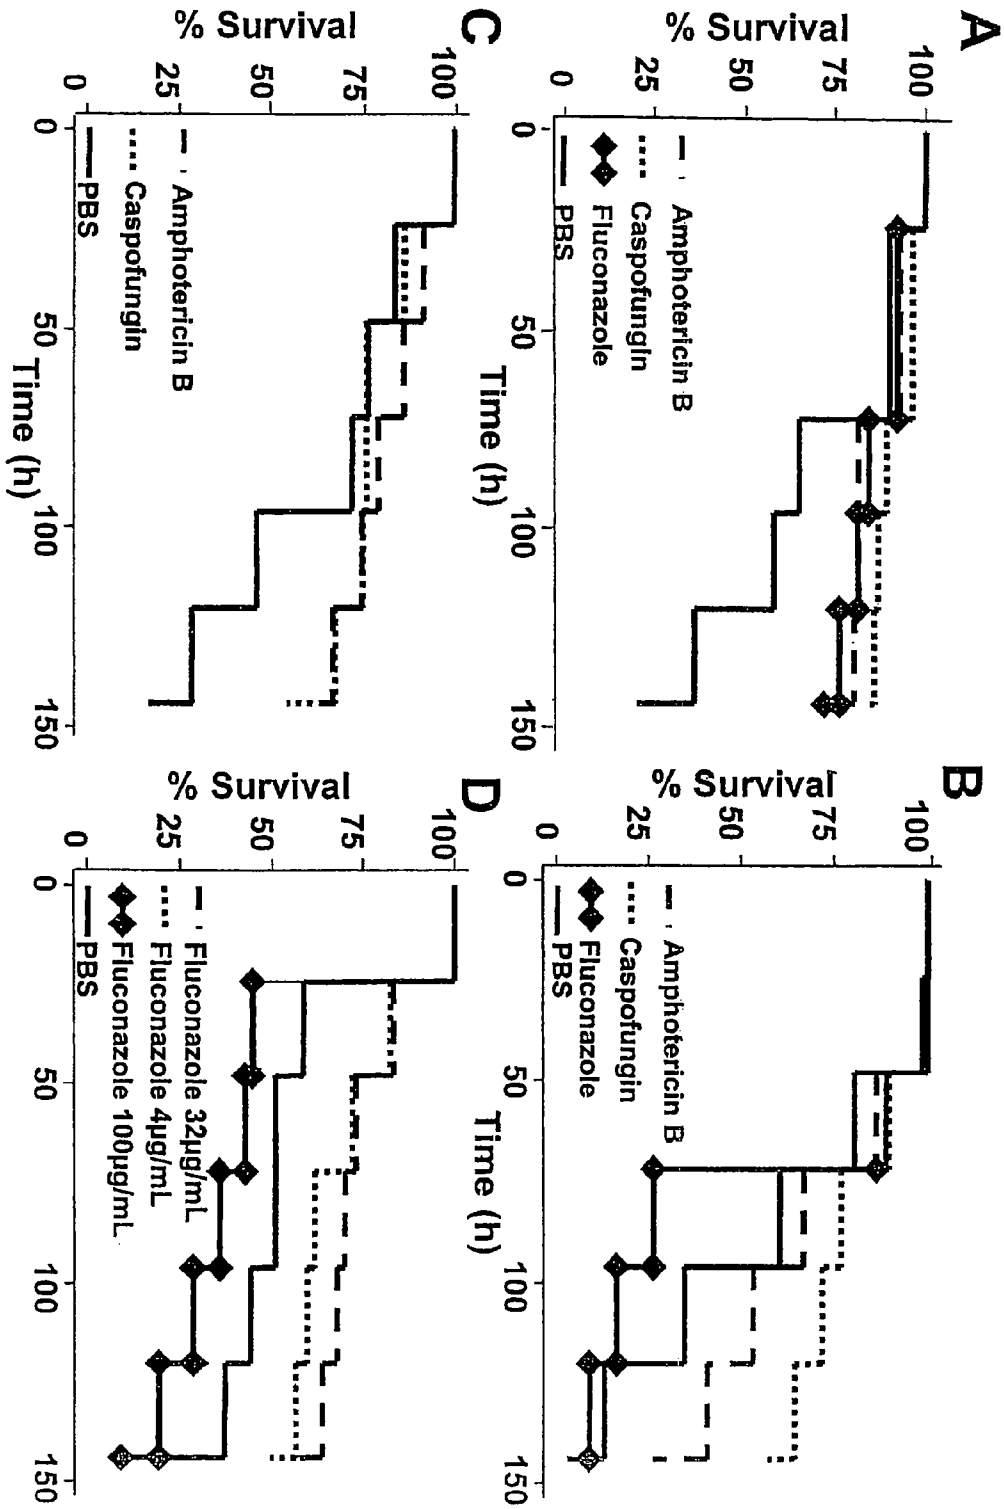 A
% Survival
100
75
50
25
0
Amphotericin B
Caspofungin
Fluconazole
PBS
0 50 100 150
Time (h)
B
% Survival
100
75
50
25
0
Amphotericin B
Caspofungin
Fluconazole
PBS
0 50 100 150
Time (h)
C
% Survival
100
75
50
25
0
Amphotericin B
Caspofungin
PBS
0 50 100 150
Time (h)
D
% Survival
100
75
50
25
0
Fluconazole 32µg/mL
Fluconazole 4µg/mL
Fluconazole 100µg/mL
PBS
0 50 100 150